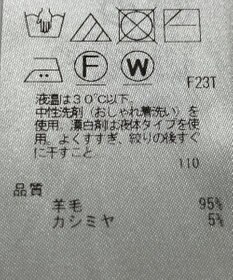 F W
F23T
液温は30℃以下、
中性洗剤(おしゃれ着洗い)を
使用。漂白剤は液体タイプを使
用。よくすすぎ、絞りの後すぐ
に干すこと。
110
品質
羊毛 95%
カシミヤ 5%